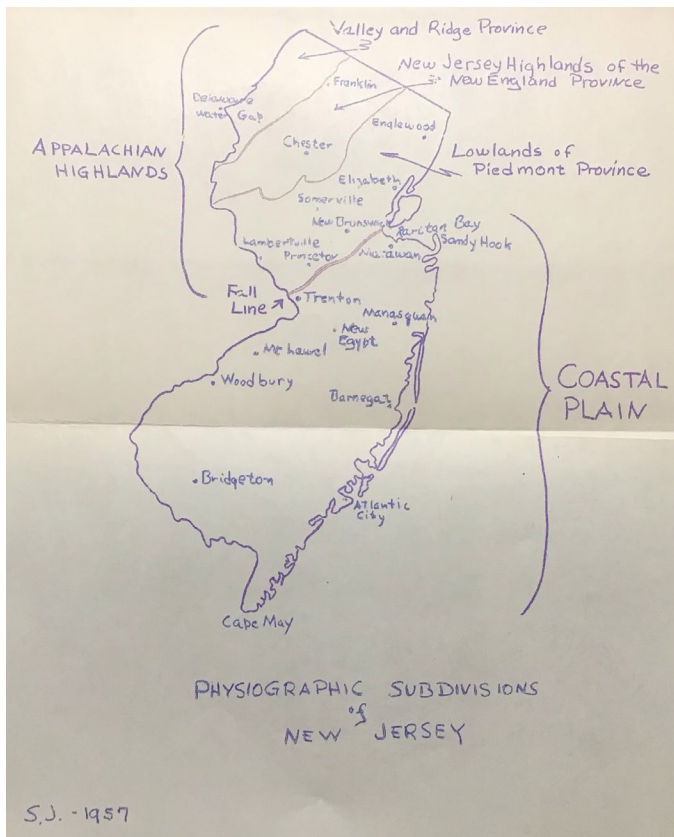 Valley and Ridge Province
New Jersey Highlands of the
New England Province
Franklin
Delaware
Water Gap
Englewood
Chester
APPALACHIAN
HIGHLANDS
Lowlands of
Piedmont Province
Elizabeth
Somerville
New Brunswick
Raritan Bay
Sandy Hook
Lambertville
Princeton
Matawan
Fall
Line
Trenton
Manasquan
New
Egypt
Mt haurel
Woodbury
COASTAL
PLAIN
Barnegat
Bridgeton
Atlantic
City
Cape May
PHYSIOGRAPHIC SUBDIVISIONS
of
NEW JERSEY
S.J. - 1957